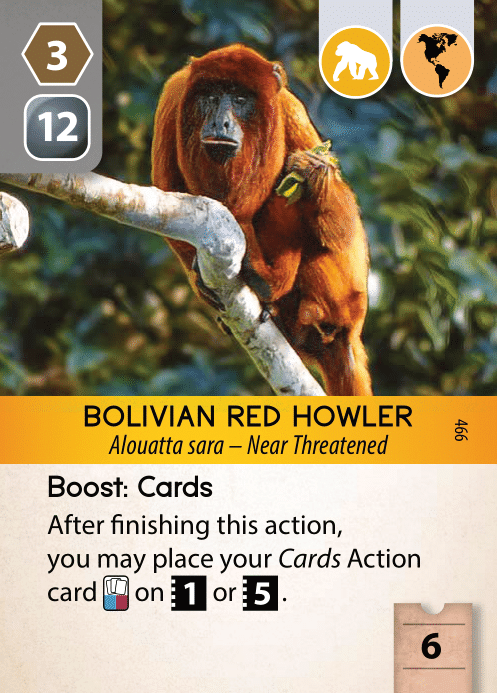 3
12
BOLIVIAN RED HOWLER
Alouatta sara – Near Threatened
466
Boost: Cards
After finishing this action,
you may place your Cards Action
card on 1 or 5.
6